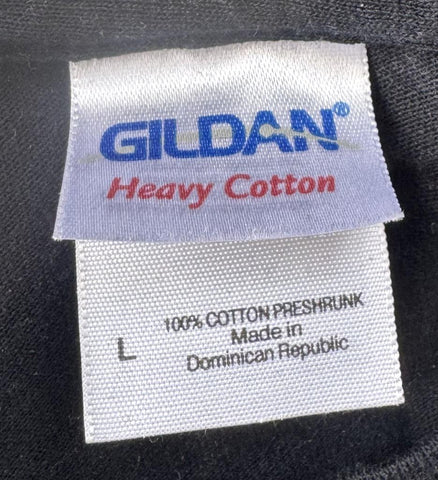 GILDAN®
Heavy Cotton
L
100% COTTON PRESHRUNK
Made in
Dominican Republic